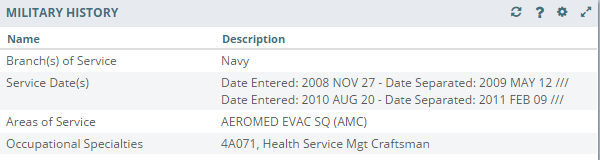 MILITARY HISTORY
Name Description
Branch(s) of Service Navy
Service Date(s) Date Entered: 2008 NOV 27 - Date Separated: 2009 MAY 12 ///
Date Entered: 2010 AUG 20 - Date Separated: 2011 FEB 09 ///
Areas of Service AEROMED EVAC SQ (AMC)
Occupational Specialties 4A071, Health Service Mgt Craftsman